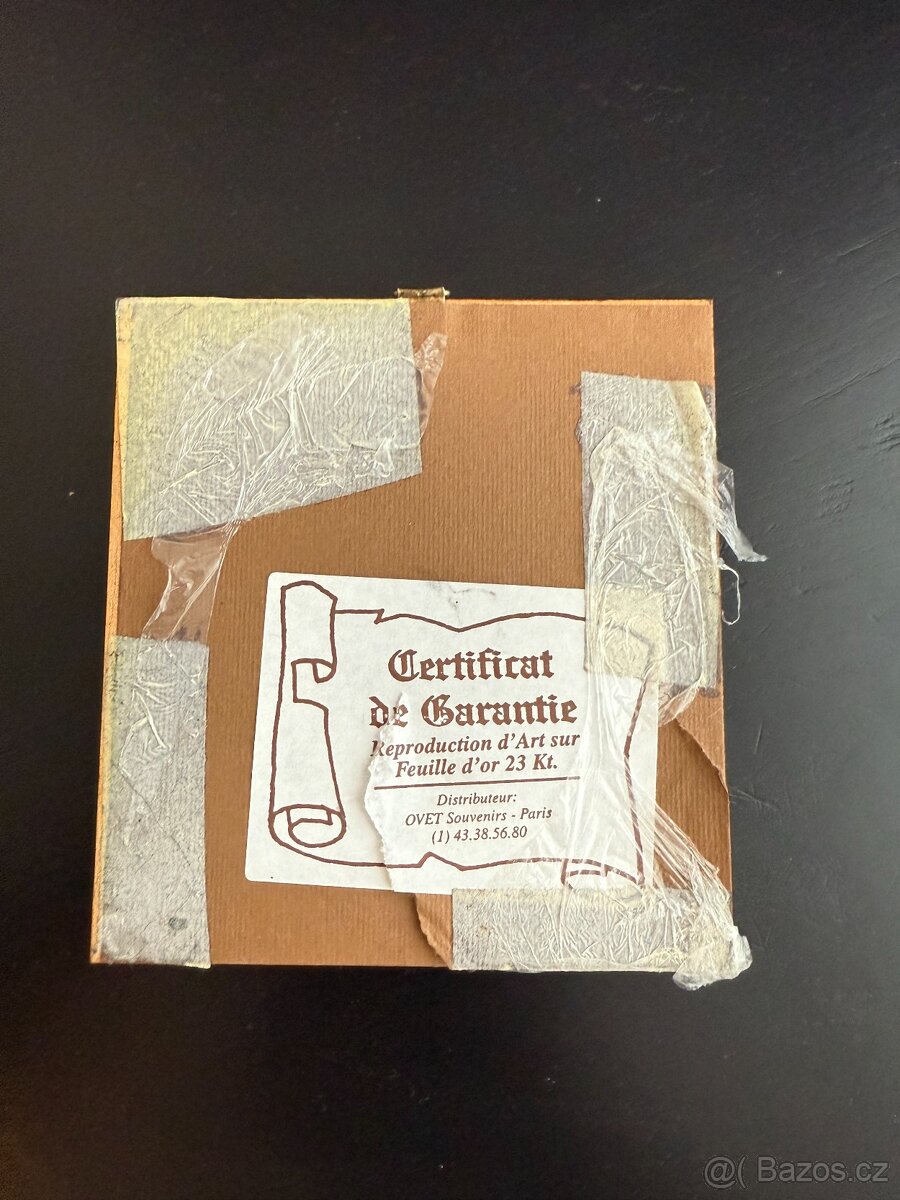 Certificat
de Garantie
Reproduction d'Art sur
Feuille d'or 23 Kt.
Distributeur:
OVET Souvenirs - Paris
(1) 43.38.56.80
@( Bazos.cz